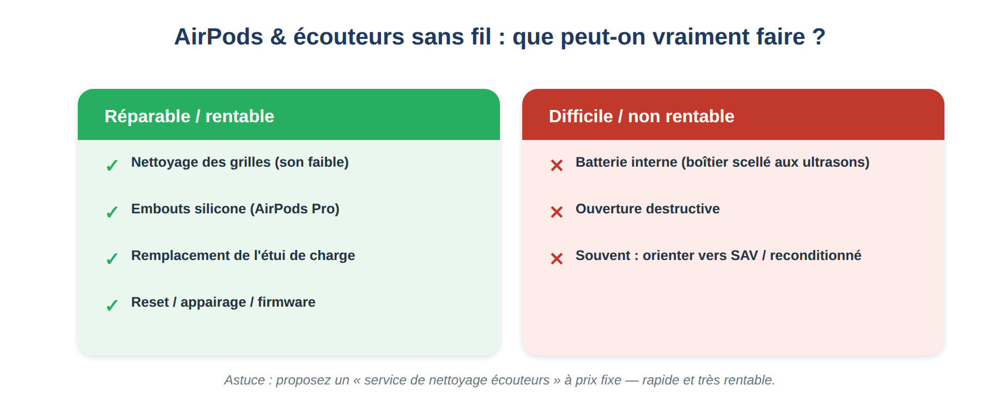 AirPods & écouteurs sans fil : que peut-on vraiment faire ?
Réparable / rentable
✓ Nettoyage des grilles (son faible)
✓ Embouts silicone (AirPods Pro)
✓ Remplacement de l'étui de charge
✓ Reset / appairage / firmware
Difficile / non rentable
✕ Batterie interne (boîtier scellé aux ultrasons)
✕ Ouverture destructive
✕ Souvent : orienter vers SAV / reconditionné
Astuce : proposez un « service de nettoyage écouteurs » à prix fixe — rapide et très rentable.